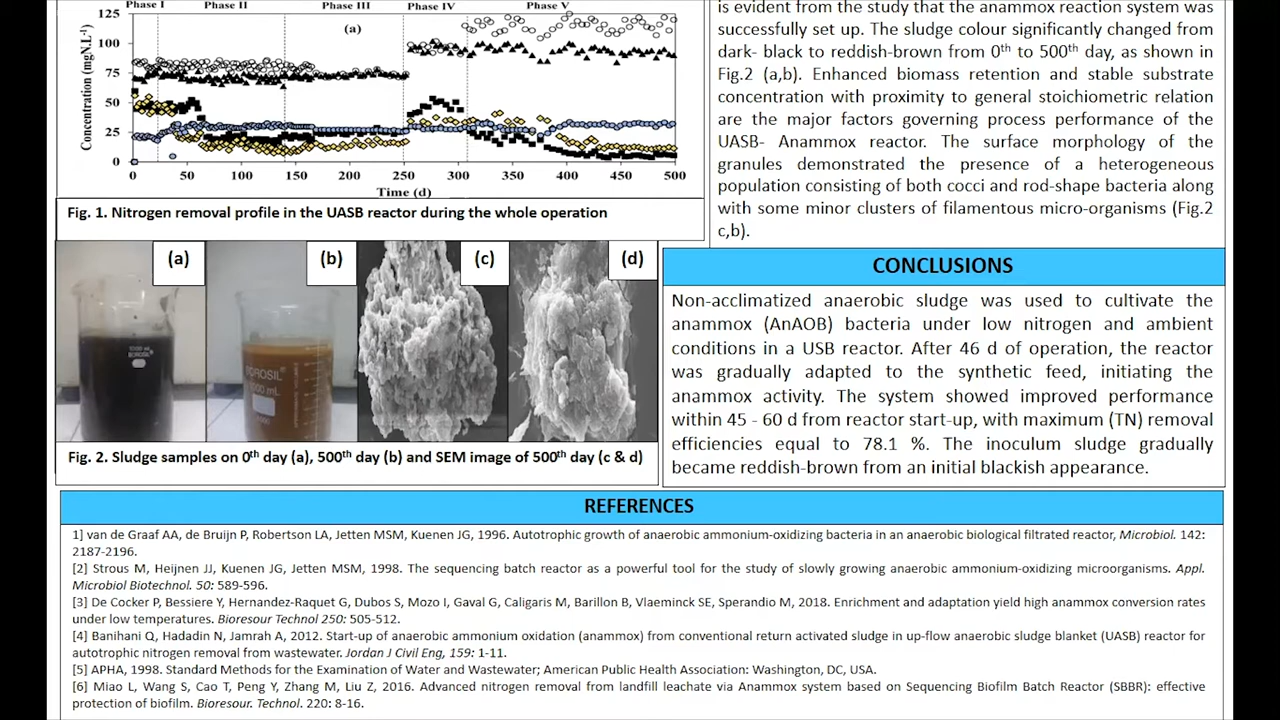 Phase I Phase II Phase III Phase IV Phase V
(a)
125
100
75
50
25
0
Concentration (mgN.L-1)
0 50 100 150 200 250 300 350 400 450 500
Time (d)
Fig. 1. Nitrogen removal profile in the UASB reactor during the whole operation
(a) (b) (c) (d)
BOROSIL
BOROSIL
1000 mL
Fig. 2. Sludge samples on 0th day (a), 500th day (b) and SEM image of 500th day (c & d)
is evident from the study that the anammox reaction system was
successfully set up. The sludge colour significantly changed from
dark- black to reddish-brown from 0th to 500th day, as shown in
Fig.2 (a,b). Enhanced biomass retention and stable substrate
concentration with proximity to general stoichiometric relation
are the major factors governing process performance of the
UASB- Anammox reactor. The surface morphology of the
granules demonstrated the presence of a heterogeneous
population consisting of both cocci and rod-shape bacteria along
with some minor clusters of filamentous micro-organisms (Fig.2
c,b).
CONCLUSIONS
Non-acclimatized anaerobic sludge was used to cultivate the
anammox (AnAOB) bacteria under low nitrogen and ambient
conditions in a USB reactor. After 46 d of operation, the reactor
was gradually adapted to the synthetic feed, initiating the
anammox activity. The system showed improved performance
within 45 - 60 d from reactor start-up, with maximum (TN) removal
efficiencies equal to 78.1 %. The inoculum sludge gradually
became reddish-brown from an initial blackish appearance.
REFERENCES
1] van de Graaf AA, de Bruijn P, Robertson LA, Jetten MSM, Kuenen JG, 1996. Autotrophic growth of anaerobic ammonium-oxidizing bacteria in an anaerobic biological filtrated reactor, Microbiol. 142:
2187-2196.
[2] Strous M, Heijnen JJ, Kuenen JG, Jetten MSM, 1998. The sequencing batch reactor as a powerful tool for the study of slowly growing anaerobic ammonium-oxidizing microorganisms. Appl.
Microbiol Biotechnol. 50: 589-596.
[3] De Cocker P, Bessiere Y, Hernandez-Raquet G, Dubos S, Mozo I, Gaval G, Caligaris M, Barillon B, Vlaeminck SE, Sperandio M, 2018. Enrichment and adaptation yield high anammox conversion rates
under low temperatures. Bioresour Technol 250: 505-512.
[4] Banihani Q, Hadadin N, Jamrah A, 2012. Start-up of anaerobic ammonium oxidation (anammox) from conventional return activated sludge in up-flow anaerobic sludge blanket (UASB) reactor for
autotrophic nitrogen removal from wastewater. Jordan J Civil Eng, 159: 1-11.
[5] APHA, 1998. Standard Methods for the Examination of Water and Wastewater; American Public Health Association: Washington, DC, USA.
[6] Miao L, Wang S, Cao T, Peng Y, Zhang M, Liu Z, 2016. Advanced nitrogen removal from landfill leachate via Anammox system based on Sequencing Biofilm Batch Reactor (SBBR): effective
protection of biofilm. Bioresour. Technol. 220: 8-16.